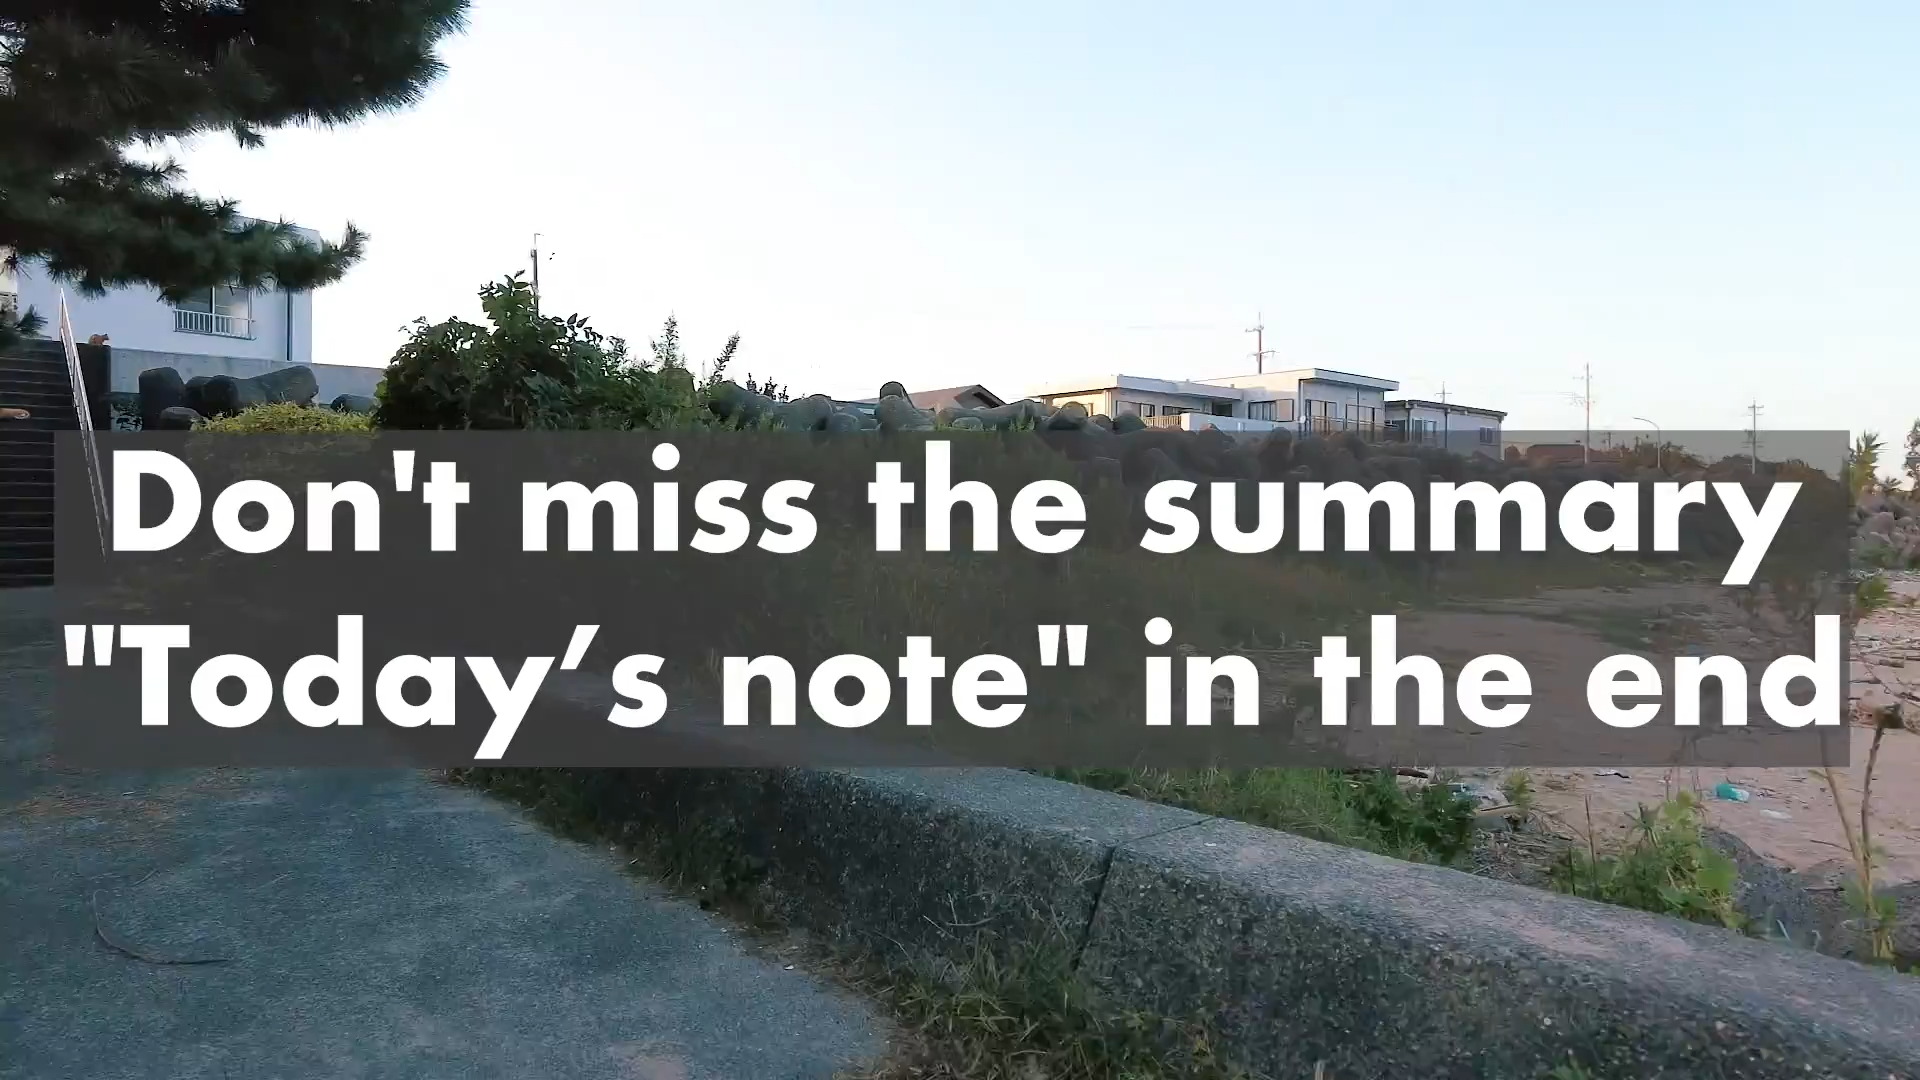 Don't miss the summary
"Today’s note" in the end